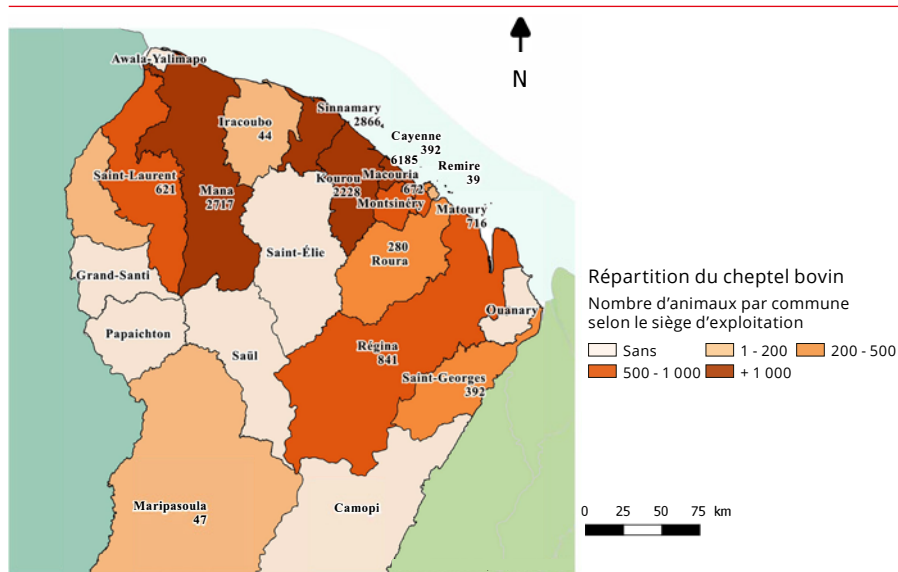 Awala-Yalimapo
N
Sinnamary
2866
Iracoubo
44
Cayenne
392
6185
Remire
39
Saint-Laurent
621
Mana
2717
Kourou
2228
Macouria
672
Montsinéry
Matoury
716
Saint-Élie
280
Roura
Grand-Santi
Répartition du cheptel bovin
Nombre d'animaux par commune
selon le siège d'exploitation
Ouanary
Papaichton
Saül
Régina
841
Sans 1 - 200 200 - 500
500 - 1 000 + 1 000
Saint-Georges
392
Maripasoula
47
Camopi
0 25 50 75 km